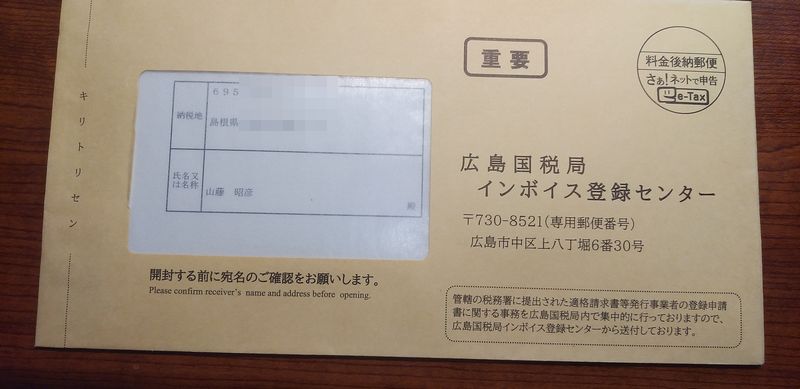 キリトリセン
重要
料金後納郵便
さぁ!ネットで申告
e-Tax
納税地
695
島根県
氏名又
は名称
山藤 昭彦
殿
広島国税局
インボイス登録センター
〒730-8521(専用郵便番号)
広島市中区上八丁堀6番30号
開封する前に宛名のご確認をお願いします。
Please confirm receiver's name and address before opening.
管轄の税務署に提出された適格請求書等発行事業者の登録申請
書に関する事務を広島国税局内で集中的に行っておりますので、
広島国税局インボイス登録センターから送付しております。